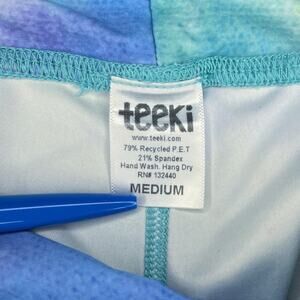 teeki
www.teeki.com
79% Recycled P.E.T
21% Spandex
Hand Wash. Hang Dry
RN# 132440
MEDIUM